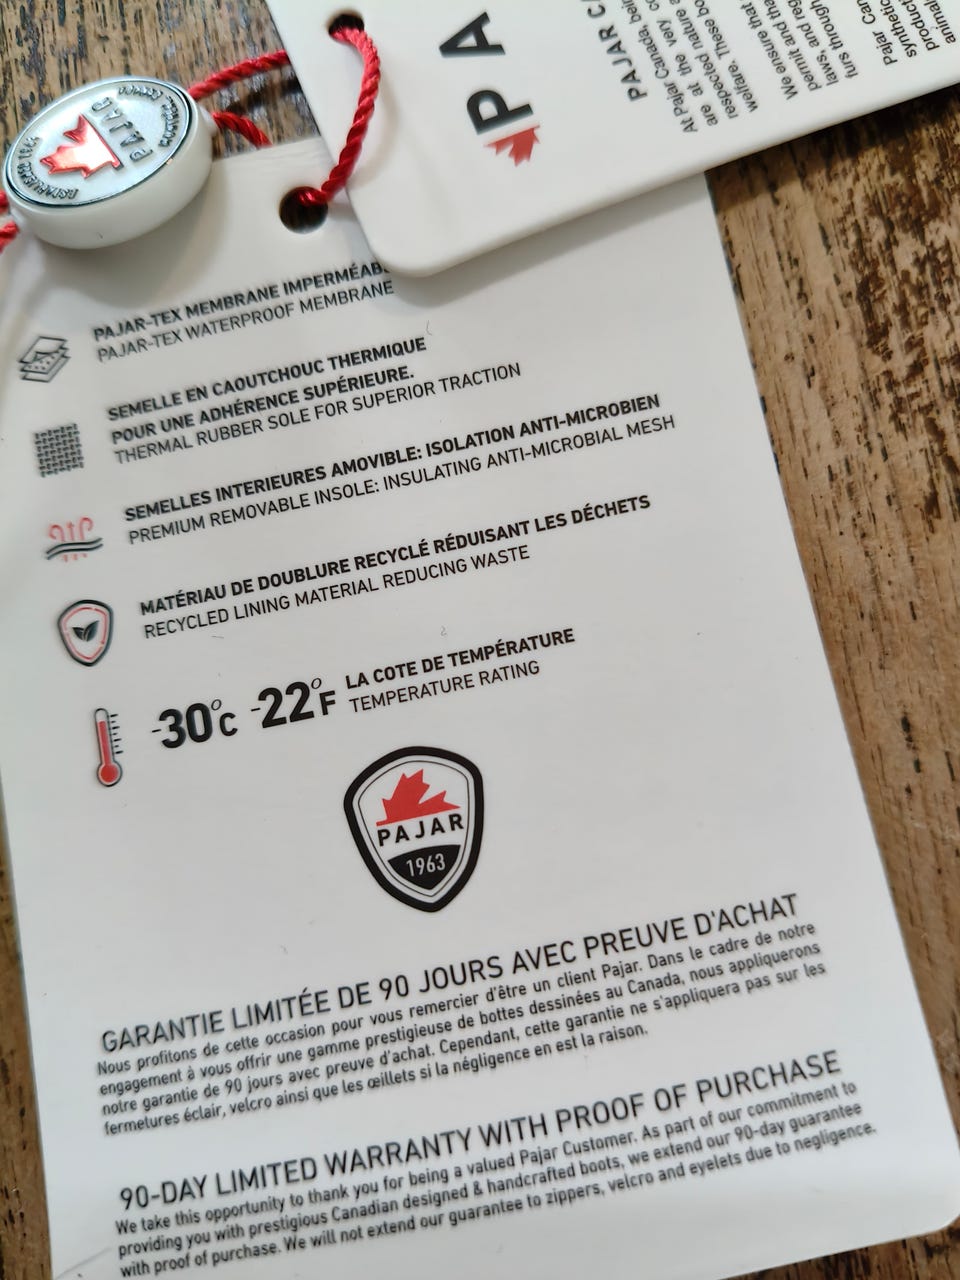 PAJAR
ESTABLISHED 1963
PA
PAJAR C
At Pajar Canada, bei
are at the very co
respected nature a
welfare. These bo
We ensure that
permit and tha
laws, and reg
furs through
Pajar Can
synthetic
product
animal
PAJAR-TEX MEMBRANE IMPERMÉAB
PAJAR-TEX WATERPROOF MEMBRANE
SEMELLE EN CAOUTCHOUC THERMIQUE
POUR UNE ADHÉRENCE SUPÉRIEURE.
THERMAL RUBBER SOLE FOR SUPERIOR TRACTION
SEMELLES INTERIEURES AMOVIBLE: ISOLATION ANTI-MICROBIEN
PREMIUM REMOVABLE INSOLE: INSULATING ANTI-MICROBIAL MESH
MATÉRIAU DE DOUBLURE RECYCLÉ RÉDUISANT LES DÉCHETS
RECYCLED LINING MATERIAL REDUCING WASTE
-30°C -22°F LA COTE DE TEMPÉRATURE
TEMPERATURE RATING
PAJAR
1963
GARANTIE LIMITÉE DE 90 JOURS AVEC PREUVE D'ACHAT
Nous profitons de cette occasion pour vous remercier d'être un client Pajar. Dans le cadre de notre
engagement à vous offrir une gamme prestigieuse de bottes dessinées au Canada, nous appliquerons
notre garantie de 90 jours avec preuve d'achat. Cependant, cette garantie ne s'appliquera pas sur les
fermetures éclair, velcro ainsi que les œillets si la négligence en est la raison.
90-DAY LIMITED WARRANTY WITH PROOF OF PURCHASE
We take this opportunity to thank you for being a valued Pajar Customer. As part of our commitment to
providing you with prestigious Canadian designed & handcrafted boots, we extend our 90-day guarantee
with proof of purchase. We will not extend our guarantee to zippers, velcro and eyelets due to negligence.